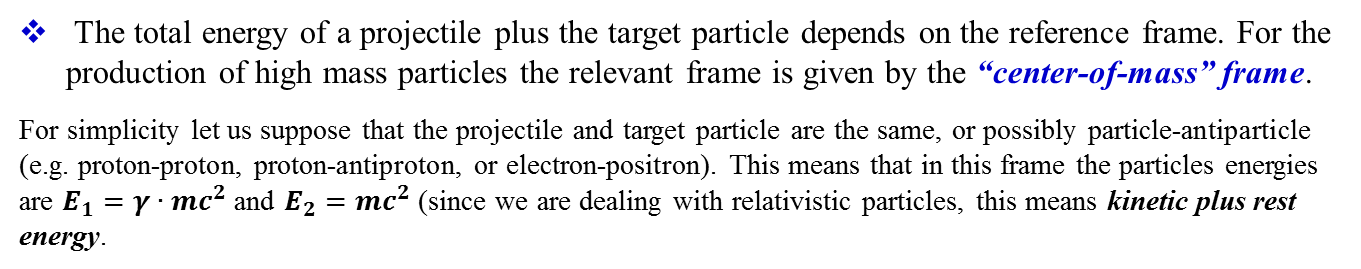 ❖ The total energy of a projectile plus the target particle depends on the reference frame. For the
production of high mass particles the relevant frame is given by the “center-of-mass” frame.
For simplicity let us suppose that the projectile and target particle are the same, or possibly particle-antiparticle
(e.g. proton-proton, proton-antiproton, or electron-positron). This means that in this frame the particles energies
are E₁ = γ · mc² and E₂ = mc² (since we are dealing with relativistic particles, this means kinetic plus rest
energy.